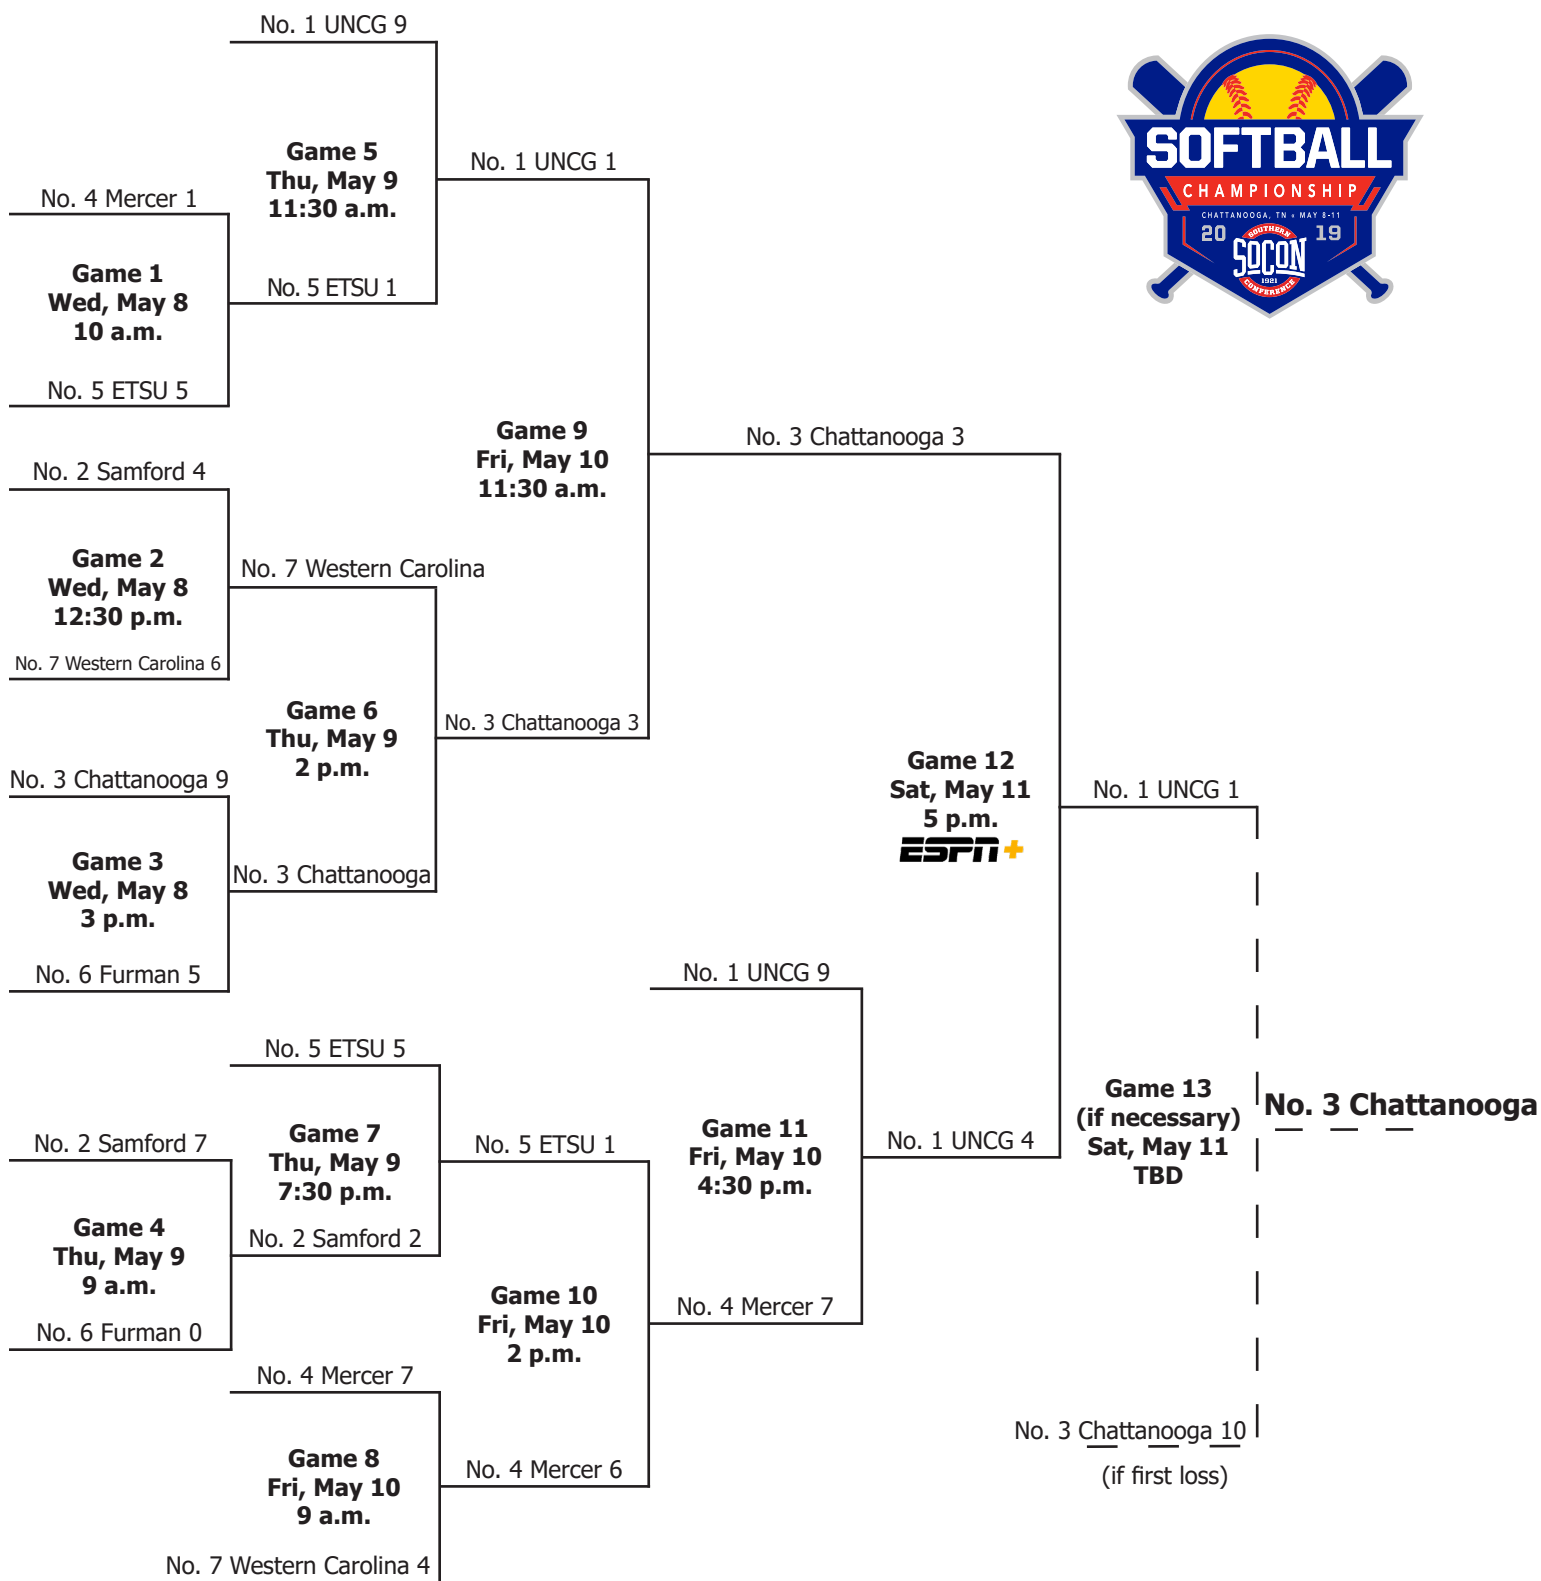 No. 1 UNCG 9
Game 5
Thu, May 9
11:30 a.m.
No. 1 UNCG 1
No. 4 Mercer 1
Game 1
Wed, May 8
10 a.m.
No. 5 ETSU 1
No. 5 ETSU 5
SOFTBALL
CHAMPIONSHIP
CHATTANOOGA, TN • MAY 8-11
20 19
SOUTHERN
SOCON
1921
CONFERENCE
Game 9
Fri, May 10
11:30 a.m.
No. 3 Chattanooga 3
No. 2 Samford 4
Game 2
Wed, May 8
12:30 p.m.
No. 7 Western Carolina
No. 7 Western Carolina 6
Game 6
Thu, May 9
2 p.m.
No. 3 Chattanooga 3
No. 3 Chattanooga 9
Game 3
Wed, May 8
3 p.m.
No. 3 Chattanooga
No. 6 Furman 5
Game 12
Sat, May 11
5 p.m.
ESPN+
No. 1 UNCG 1
No. 1 UNCG 9
No. 5 ETSU 5
Game 7
Thu, May 9
7:30 p.m.
No. 5 ETSU 1
No. 2 Samford 7
Game 4
Thu, May 9
9 a.m.
No. 2 Samford 2
No. 6 Furman 0
Game 11
Fri, May 10
4:30 p.m.
No. 1 UNCG 4
Game 13
(if necessary)
Sat, May 11
TBD
No. 3 Chattanooga
Game 10
Fri, May 10
2 p.m.
No. 4 Mercer 7
No. 4 Mercer 7
Game 8
Fri, May 10
9 a.m.
No. 4 Mercer 6
No. 7 Western Carolina 4
No. 3 Chattanooga 10
(if first loss)